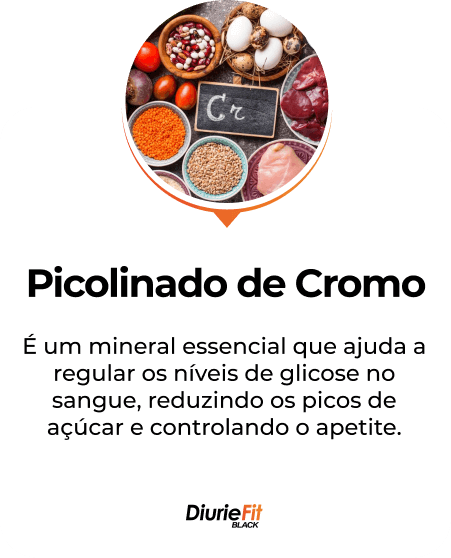 Cr
Picolinado de Cromo
É um mineral essencial que ajuda a
regular os níveis de glicose no
sangue, reduzindo os picos de
açúcar e controlando o apetite.
DiurieFit
BLACK